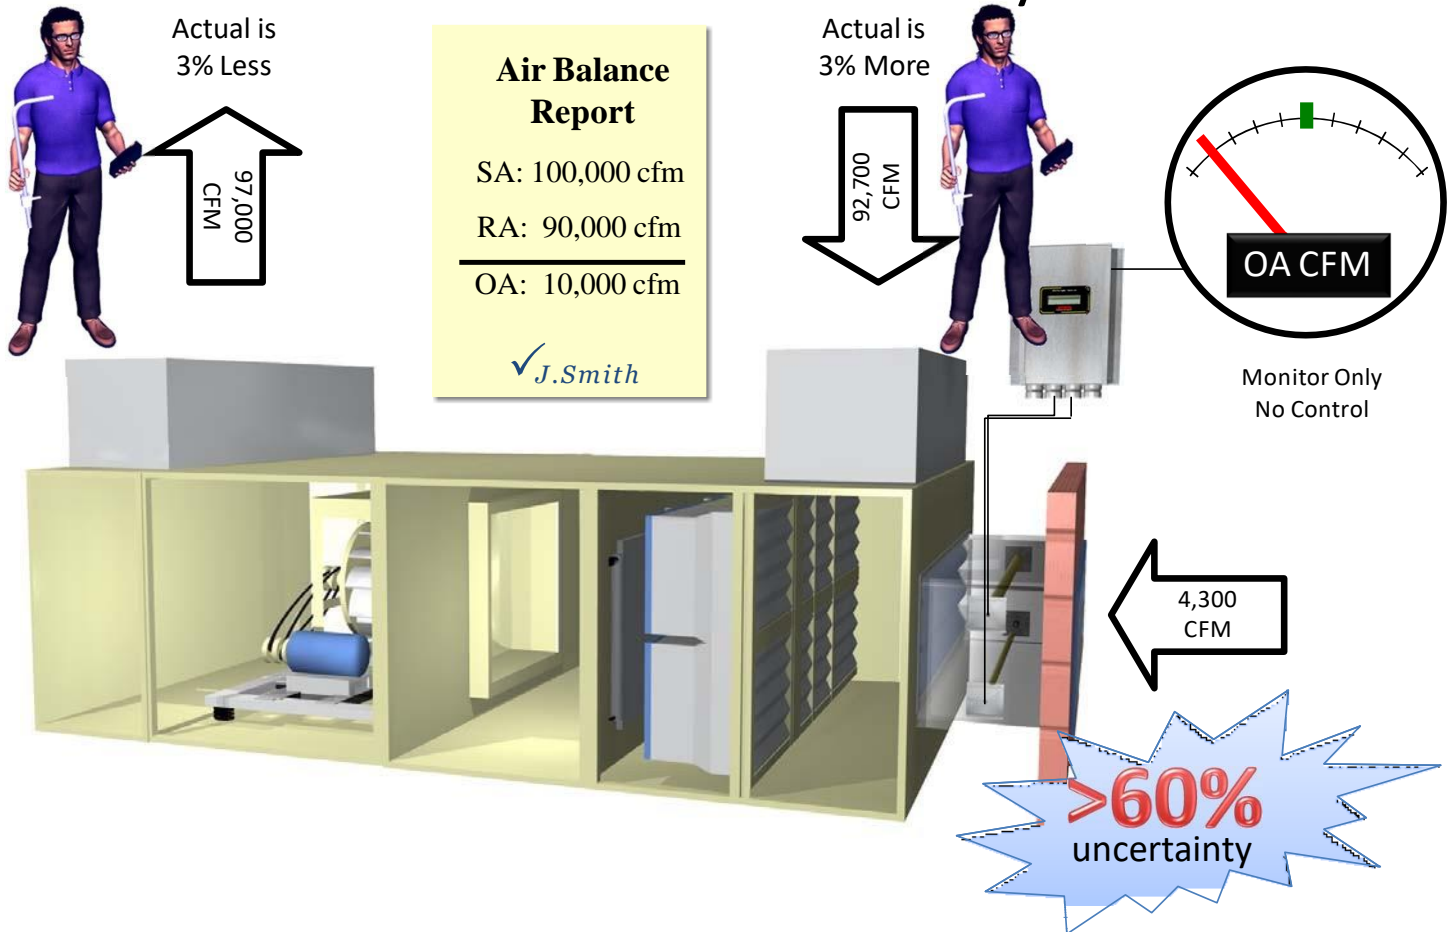 Actual is
3% Less
97,000
CFM
Air Balance
Report
SA: 100,000 cfm
RA: 90,000 cfm
OA: 10,000 cfm
✓J.Smith
Actual is
3% More
92,700
CFM
OA CFM
Monitor Only
No Control
4,300
CFM
>60%
uncertainty